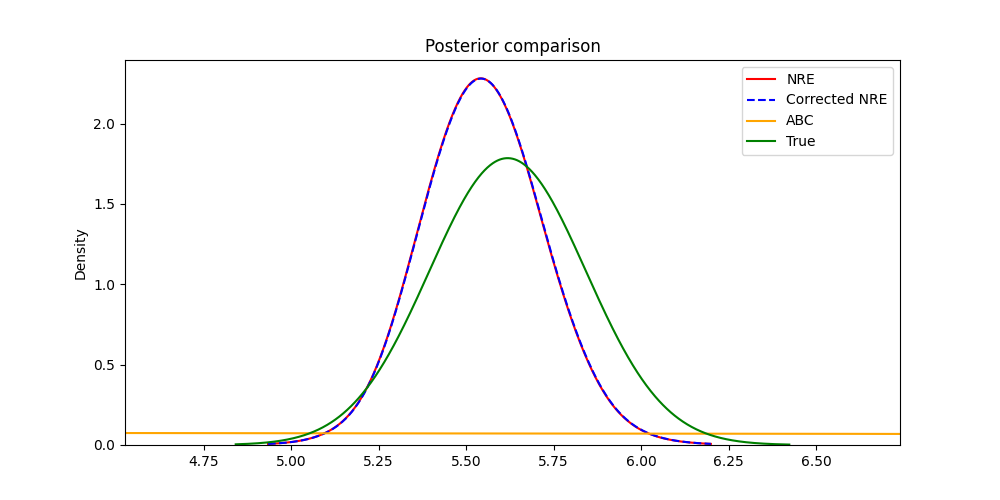 Posterior comparison
NRE
Corrected NRE
ABC
True
Density
2.0
1.5
1.0
0.5
0.0
4.75 5.00 5.25 5.50 5.75 6.00 6.25 6.50